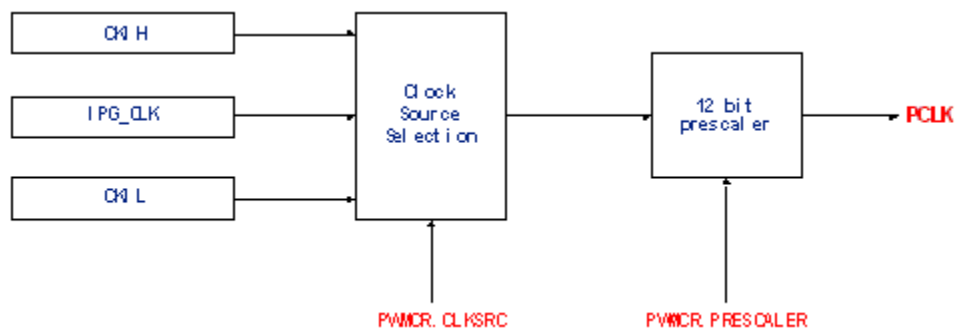 CKIH
IPG_CLK
CKIL
Clock
Source
Selection
12 bit
prescaler
PCLK
PWMCR.CLKSRC
PWMCR.PRESCALER